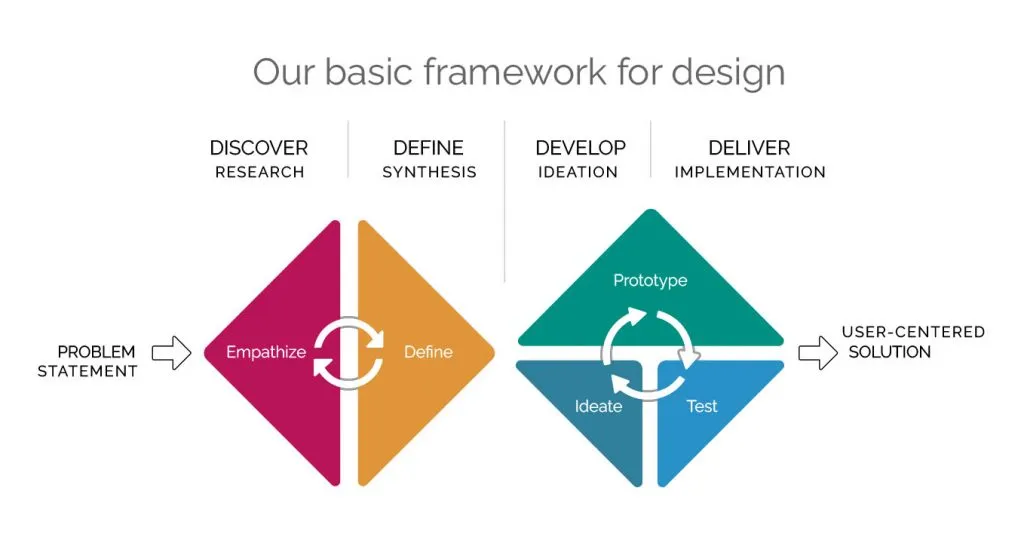 Our basic framework for design
DISCOVER
RESEARCH
DEFINE
SYNTHESIS
DEVELOP
IDEATION
DELIVER
IMPLEMENTATION
PROBLEM
STATEMENT
Empathize
Define
Prototype
Ideate
Test
USER-CENTERED
SOLUTION